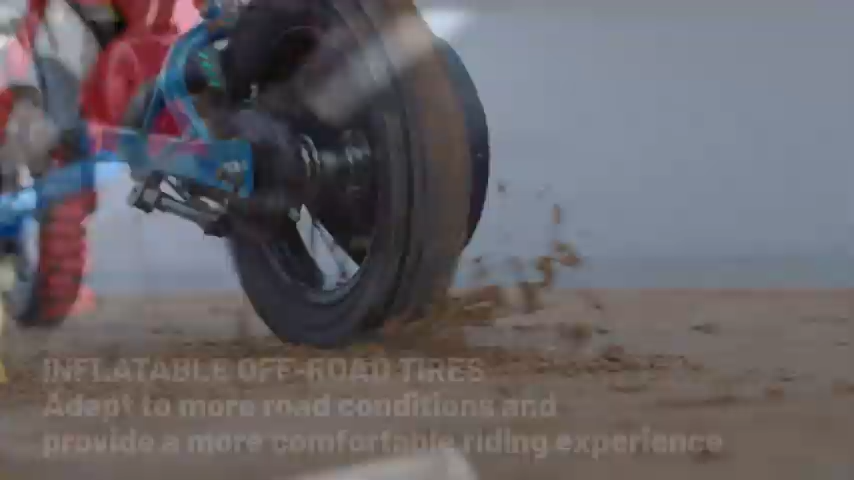 INFLATABLE OFF-ROAD TIRES
Adapt to more road conditions and
provide a more comfortable riding experience